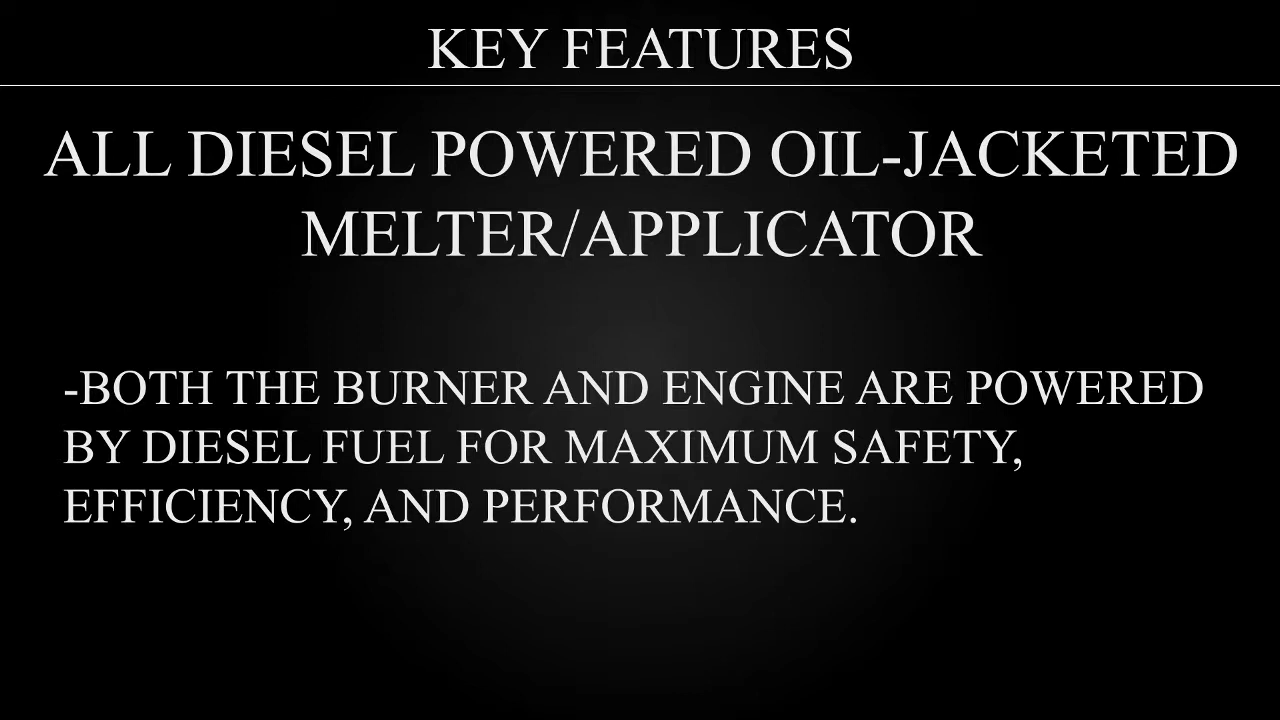 KEY FEATURES
ALL DIESEL POWERED OIL-JACKETED
MELTER/APPLICATOR
-BOTH THE BURNER AND ENGINE ARE POWERED
BY DIESEL FUEL FOR MAXIMUM SAFETY,
EFFICIENCY, AND PERFORMANCE.